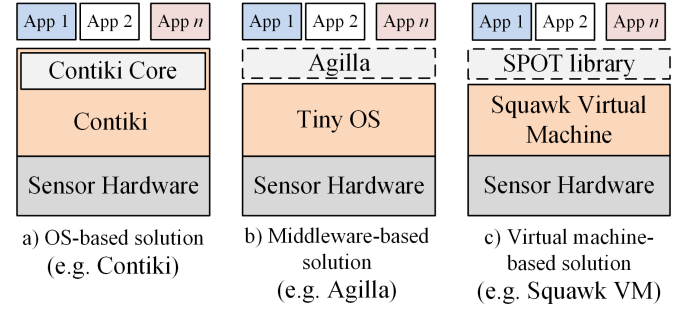 App 1 App 2 App n
Contiki Core
Contiki
Sensor Hardware
a) OS-based solution
(e.g. Contiki)
App 1 App 2 App n
Agilla
Tiny OS
Sensor Hardware
b) Middleware-based
solution
(e.g. Agilla)
App 1 App 2 App n
SPOT library
Squawk Virtual
Machine
Sensor Hardware
c) Virtual machine-
based solution
(e.g. Squawk VM)